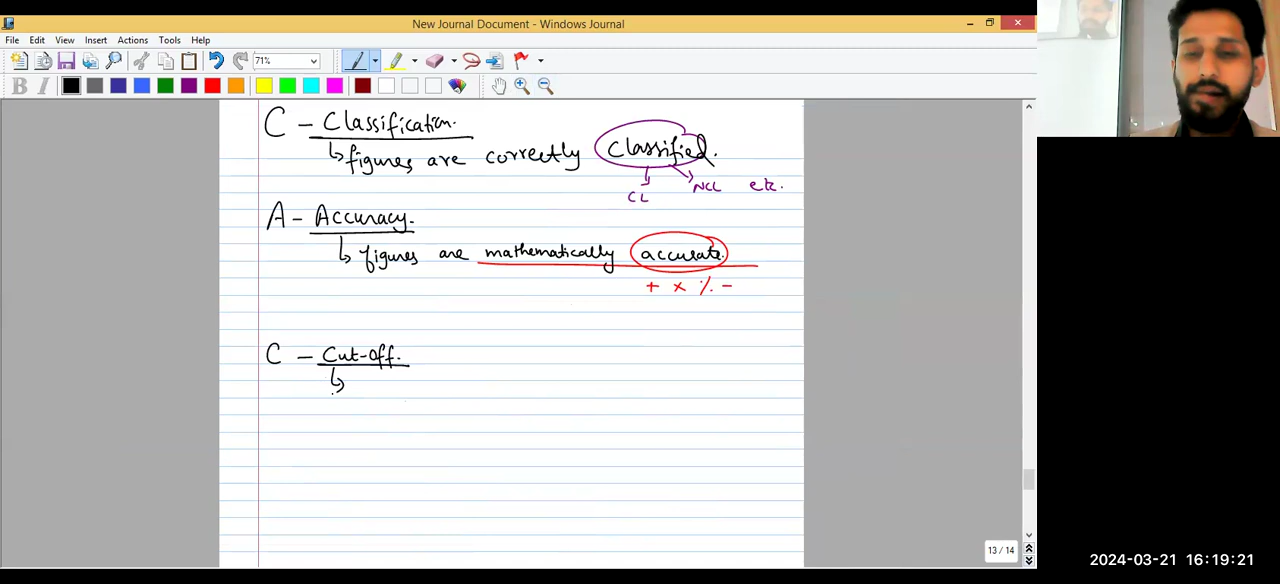 New Journal Document - Windows Journal
File Edit View Insert Actions Tools Help
71%
B I
C - Classification.
↳ figures are correctly classified.
CL NCL etc.
A - Accuracy.
↳ figures are mathematically accurate.
+ × % -
C - Cut-off.
↳
13 / 14
2024-03-21 16:19:21